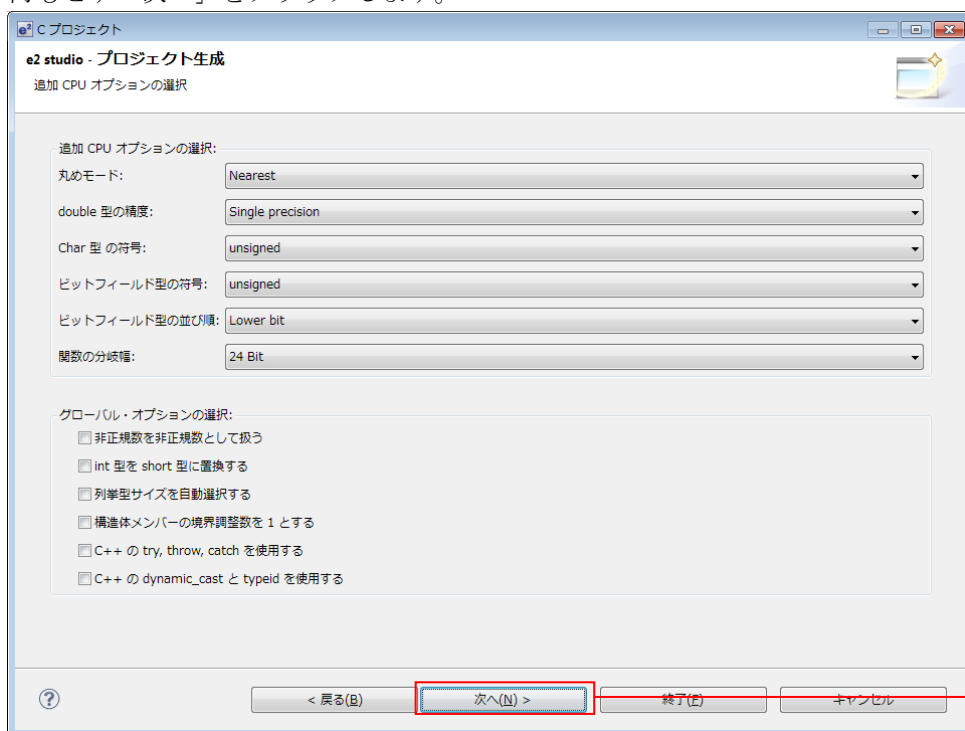 e² C プロジェクト
e2 studio - プロジェクト生成
追加 CPU オプションの選択
追加 CPU オプションの選択:
丸めモード: Nearest
double 型の精度: Single precision
Char 型 の符号: unsigned
ビットフィールド型の符号: unsigned
ビットフィールド型の並び順: Lower bit
関数の分岐幅: 24 Bit
グローバル・オプションの選択:
非正規数を非正規数として扱う
int 型を short 型に置換する
列挙型サイズを自動選択する
構造体メンバーの境界調整数を 1 とする
C++ の try, throw, catch を使用する
C++ の dynamic_cast と typeid を使用する
? < 戻る(B) 次へ(N) > 終了(F) キャンセル